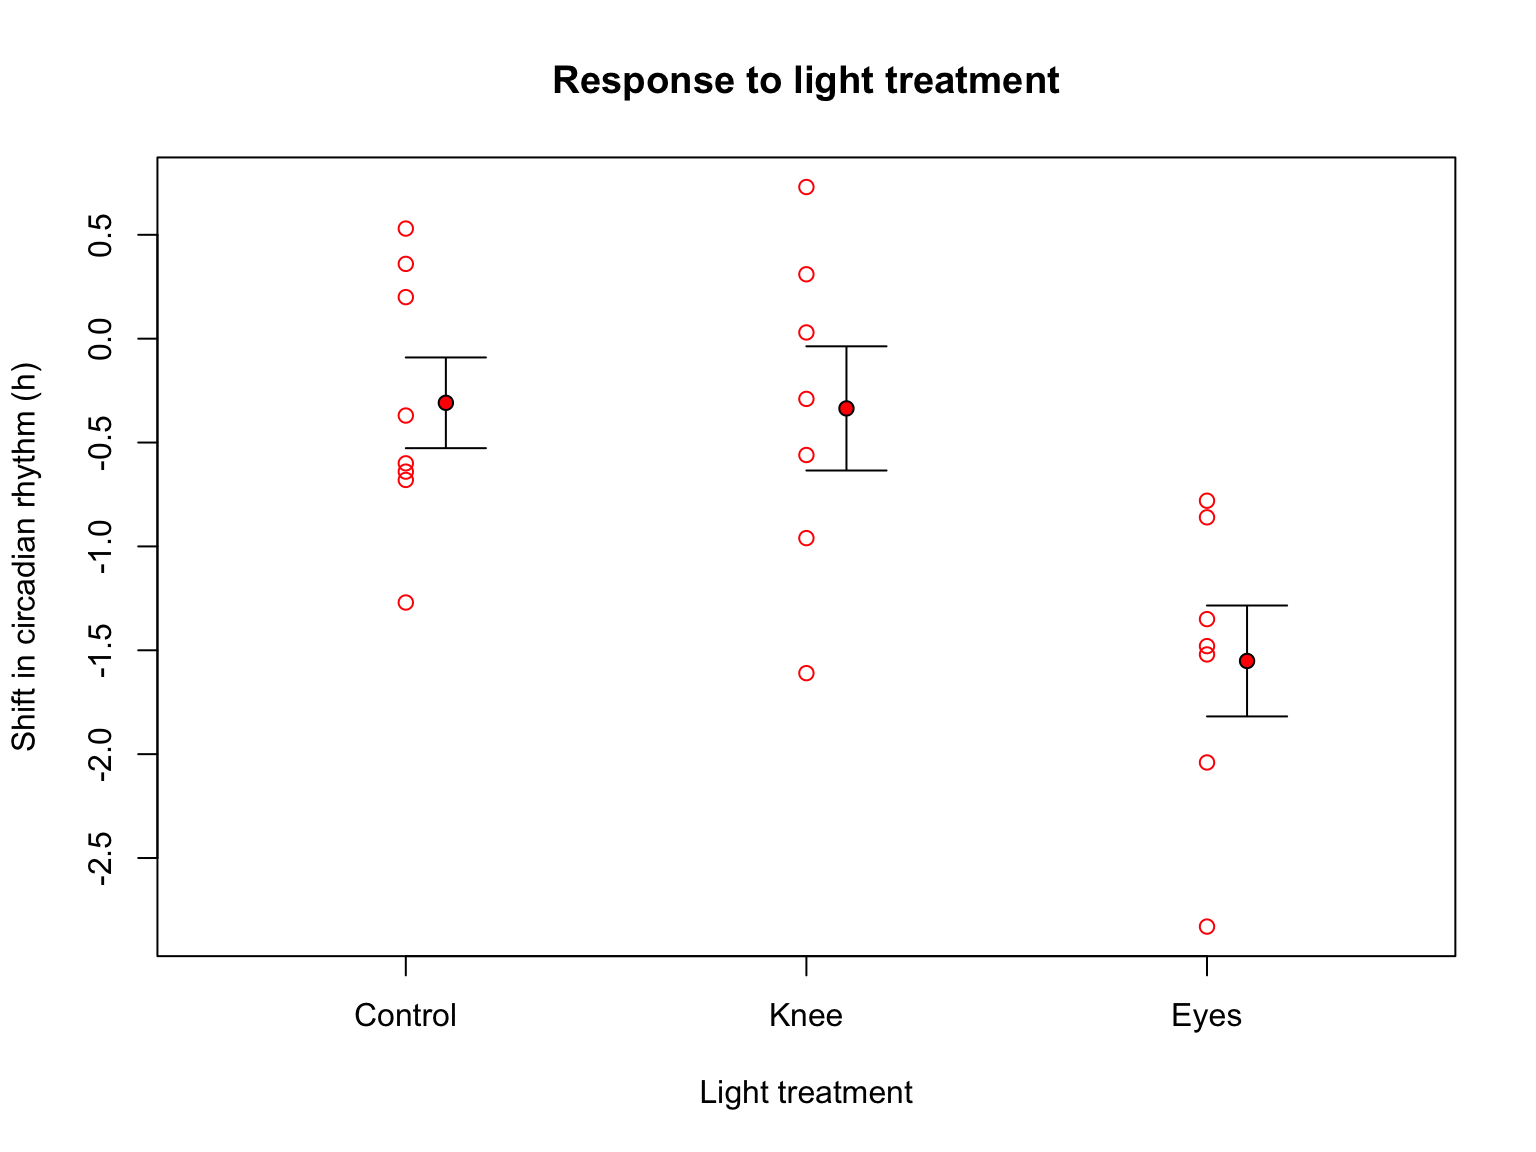 Response to light treatment
Shift in circadian rhythm (h)
0.5
0.0
-0.5
-1.0
-1.5
-2.0
-2.5
Control Knee Eyes
Light treatment